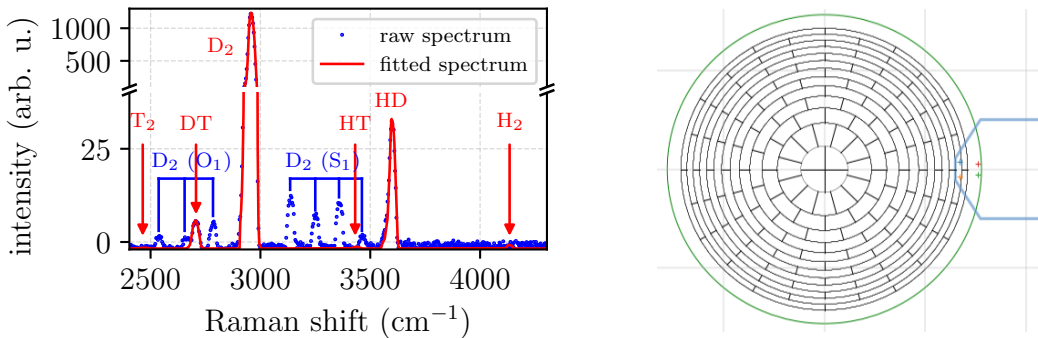 1000
500
25
0
intensity (arb. u.)
D₂
raw spectrum
fitted spectrum
T₂
DT
HT
HD
H₂
D₂ (O₁)
D₂ (S₁)
2500
3000
3500
4000
Raman shift (cm⁻¹)